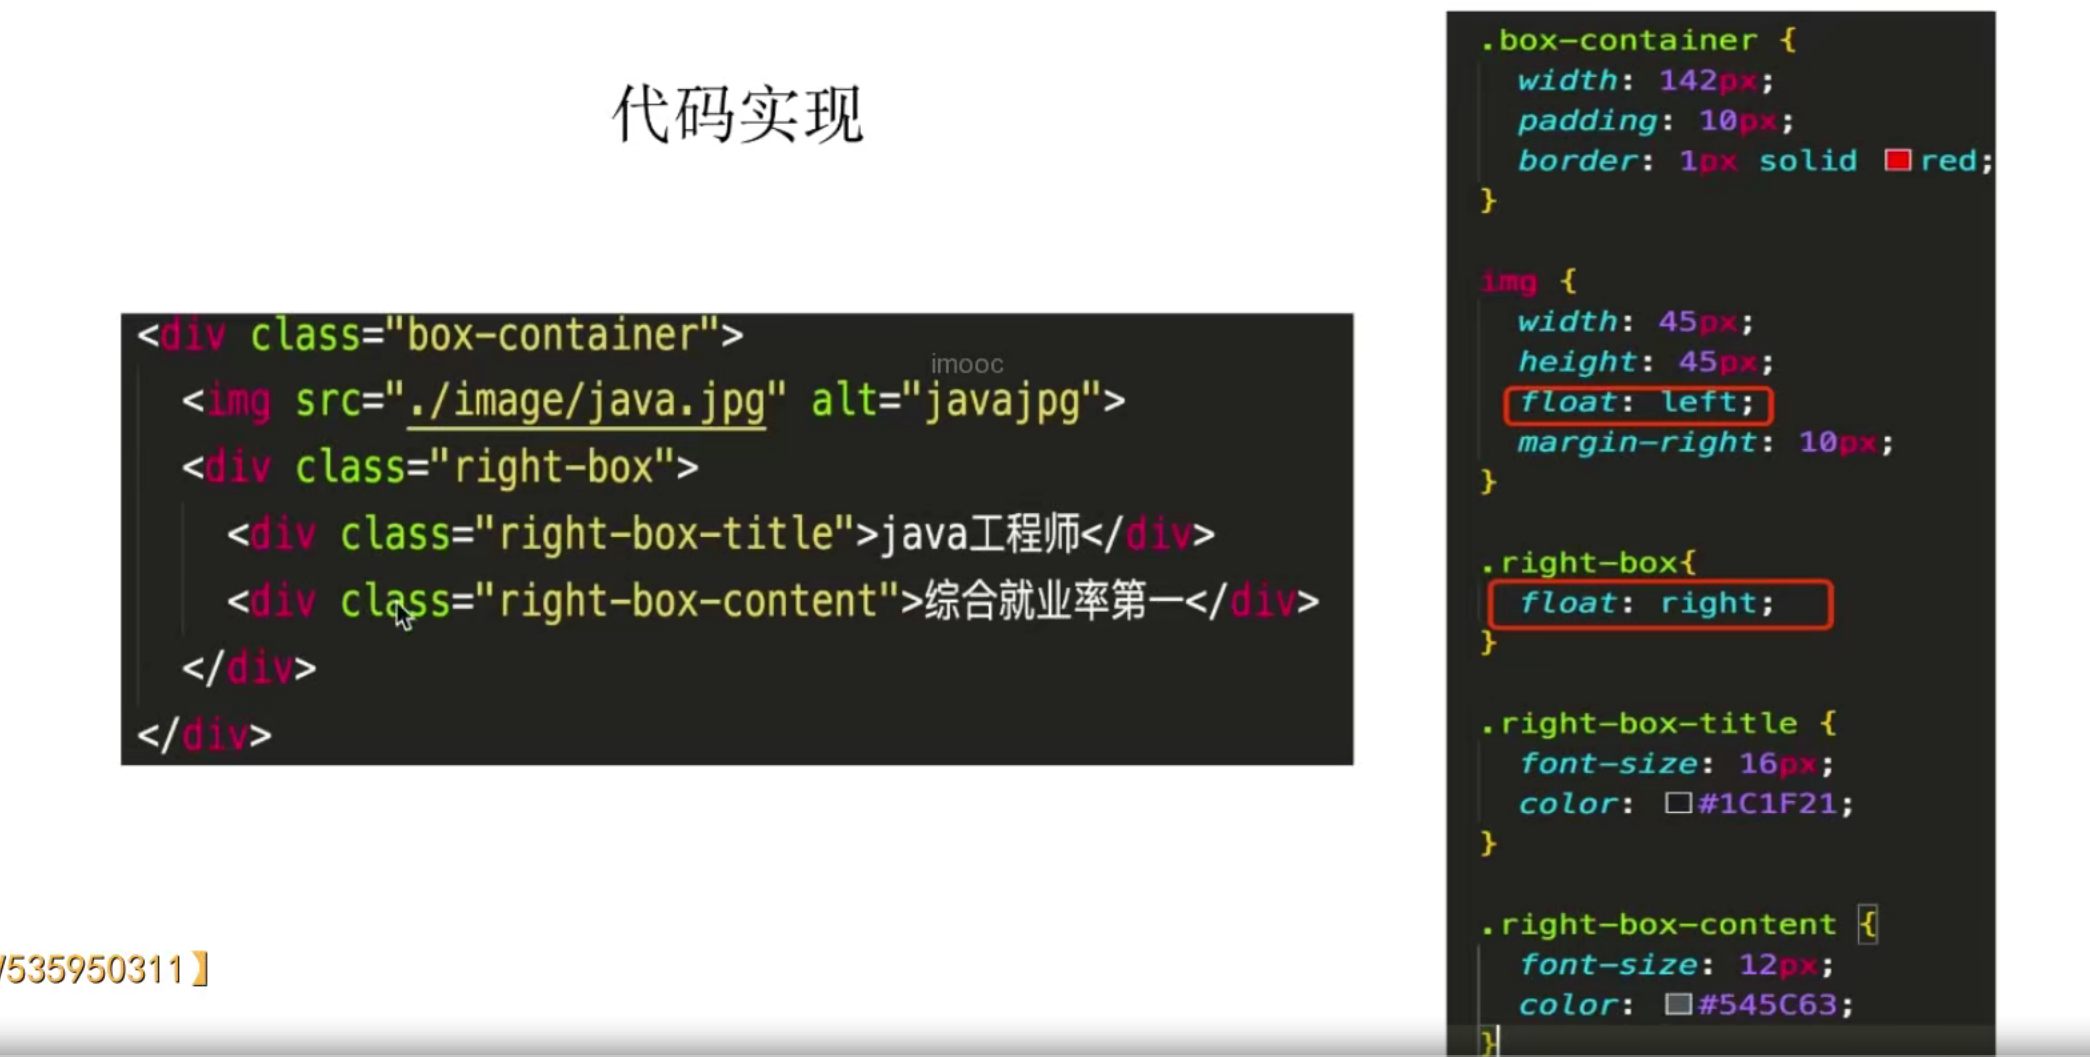 代码实现
imooc
<div class="box-container">
<img src="./image/java.jpg" alt="javajpg">
<div class="right-box">
<div class="right-box-title">java工程师</div>
<div class="right-box-content">综合就业率第一</div>
</div>
</div>
/535950311】
.box-container {
width: 142px;
padding: 10px;
border: 1px solid red;
}
img {
width: 45px;
height: 45px;
float: left;
margin-right: 10px;
}
.right-box{
float: right;
}
.right-box-title {
font-size: 16px;
color: #1C1F21;
}
.right-box-content {
font-size: 12px;
color: #545C63;
}